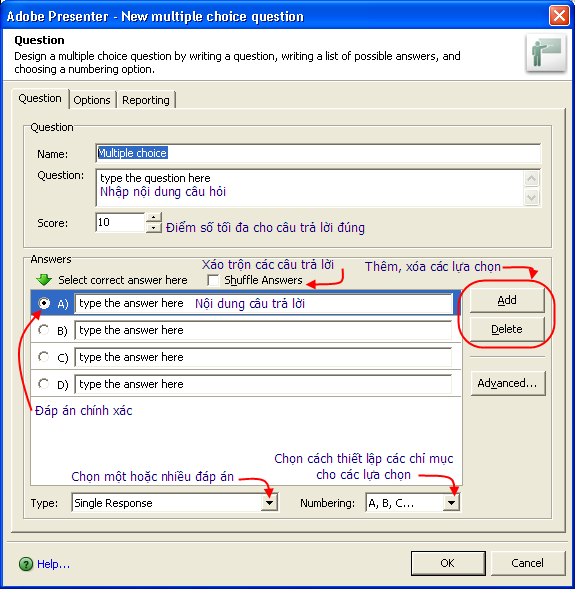 Adobe Presenter - New multiple choice question
Question
Design a multiple choice question by writing a question, writing a list of possible answers, and
choosing a numbering option.
Question
Options
Reporting
Question
Name:
Multiple choice
Question:
type the question here
Nhập nội dung câu hỏi
Score:
10
Điểm số tối đa cho câu trả lời đúng
Answers
Xáo trộn các câu trả lời
Thêm, xóa các lựa chọn
Select correct answer here
Shuffle Answers
A)
type the answer here
Nội dung câu trả lời
Add
B)
type the answer here
Delete
C)
type the answer here
D)
type the answer here
Advanced...
Đáp án chính xác
Chọn cách thiết lập các chỉ mục
cho các lựa chọn
Chọn một hoặc nhiều đáp án
Type:
Single Response
Numbering:
A, B, C...
Help...
OK
Cancel